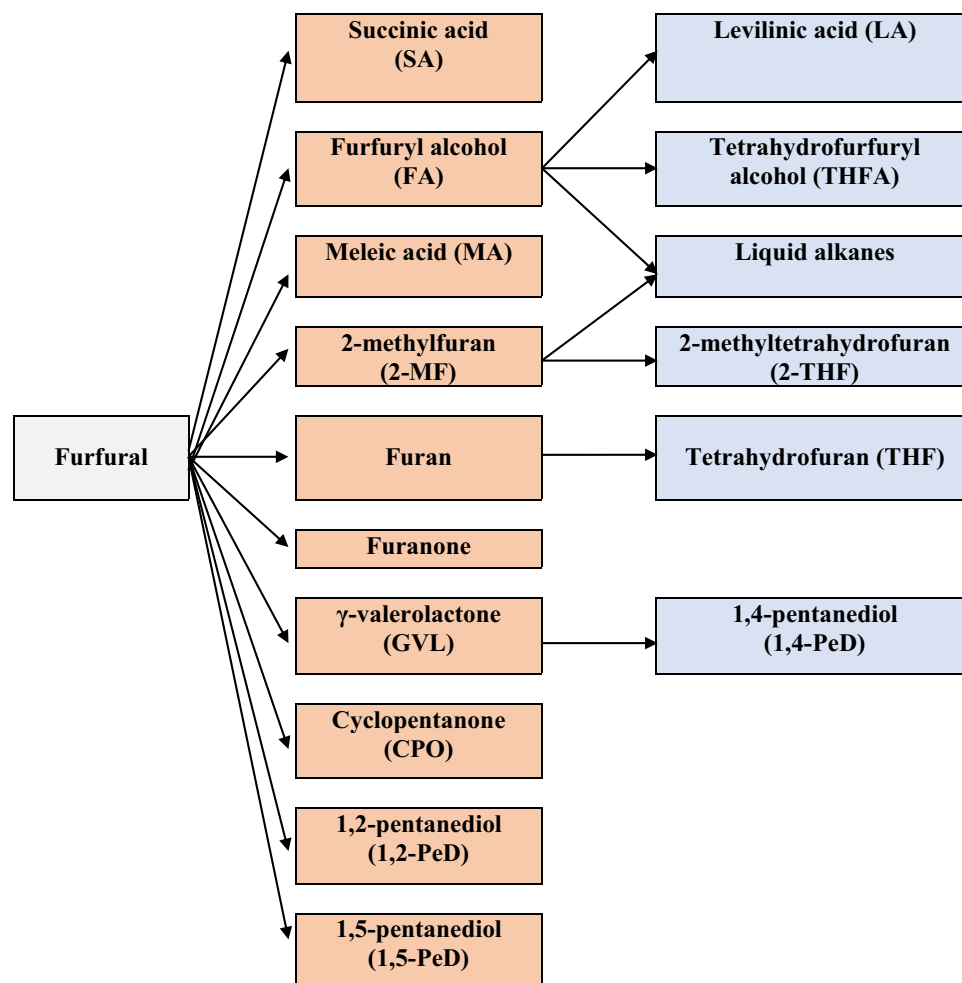 Succinic acid
(SA)
Levilinic acid (LA)
Furfuryl alcohol
(FA)
Tetrahydrofurfuryl
alcohol (THFA)
Meleic acid (MA)
Liquid alkanes
2-methylfuran
(2-MF)
2-methyltetrahydrofuran
(2-THF)
Furfural
Furan
Tetrahydrofuran (THF)
Furanone
γ-valerolactone
(GVL)
1,4-pentanediol
(1,4-PeD)
Cyclopentanone
(CPO)
1,2-pentanediol
(1,2-PeD)
1,5-pentanediol
(1,5-PeD)